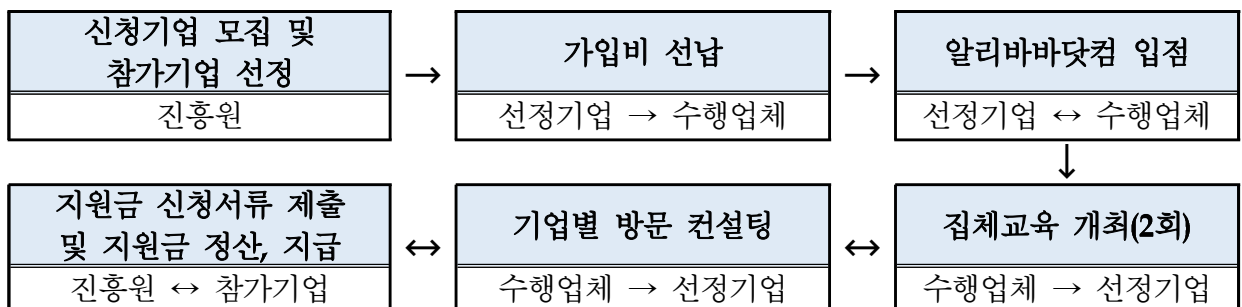 신청기업 모집 및
참가기업 선정
진흥원
→
가입비 선납
선정기업 → 수행업체
→
알리바바닷컴 입점
선정기업 ↔ 수행업체
↓
지원금 신청서류 제출
및 지원금 정산, 지급
진흥원 ↔ 참가기업
↔
기업별 방문 컨설팅
수행업체 → 선정기업
↔
집체교육 개최(2회)
수행업체 → 선정기업